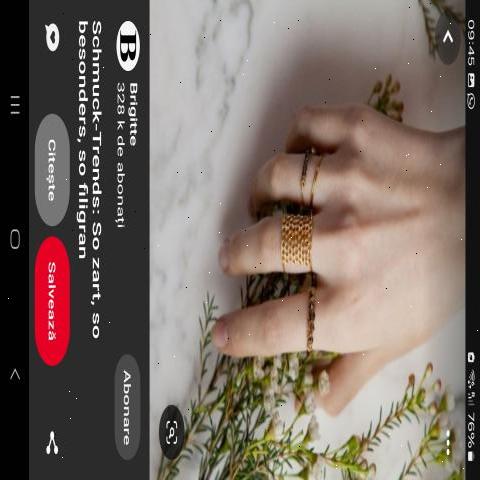 09:45
76%
B
Brigitte
328 k de abonați
Abonare
Schmuck-Trends: So zart, so
besonders, so filigran
Citește
Salvează